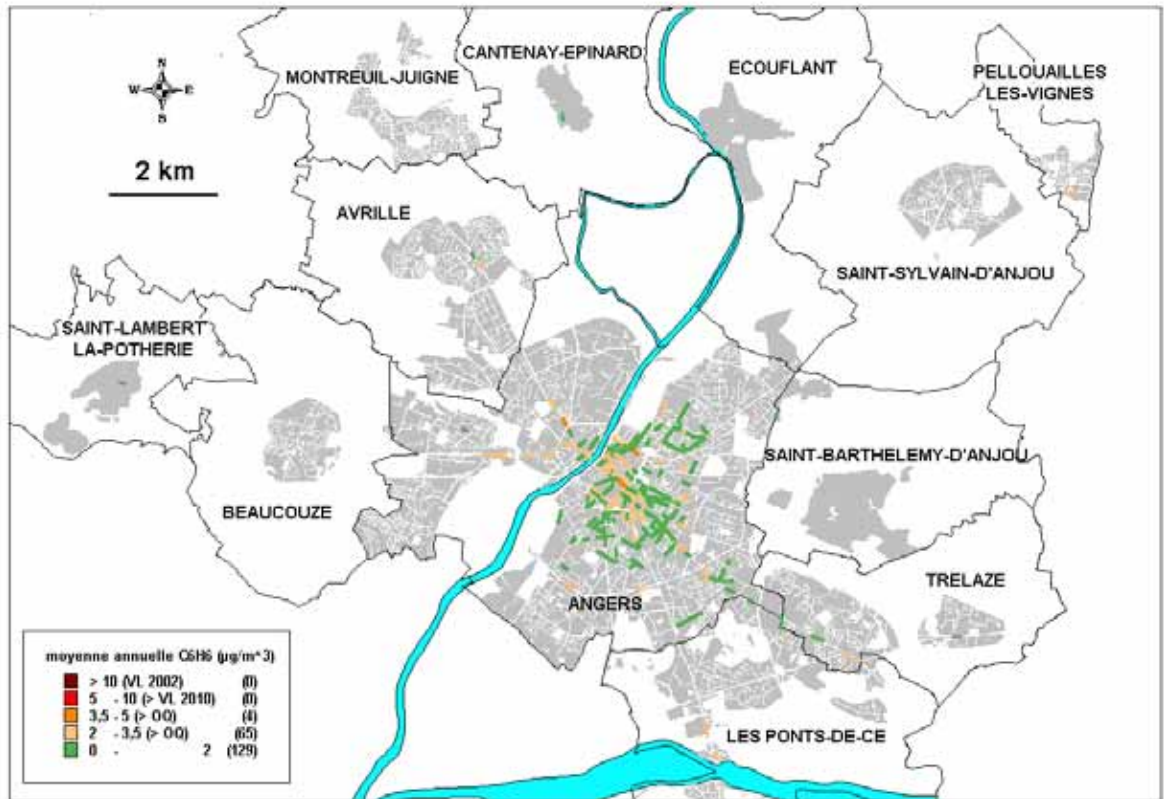 CANTENAY-EPINARD
ECOUFLANT
PELLOUAILLES
LES-VIGNES
MONTREUIL-JUIGNE
N
W E
S
2 km
AVRILLE
SAINT-SYLVAIN-D'ANJOU
SAINT-LAMBERT
LA-POTHERIE
SAINT-BARTHELEMY-D'ANJOU
BEAUCOUZE
TRELAZE
ANGERS
LES PONTS-DE-CE
moyenne annuelle C6H6 (µg/m^3)
> 10 (VL 2002) (0)
5 - 10 (> VL 2010) (0)
3,5 - 5 (> OQ) (4)
2 - 3,5 (> OQ) (65)
0 - 2 (129)